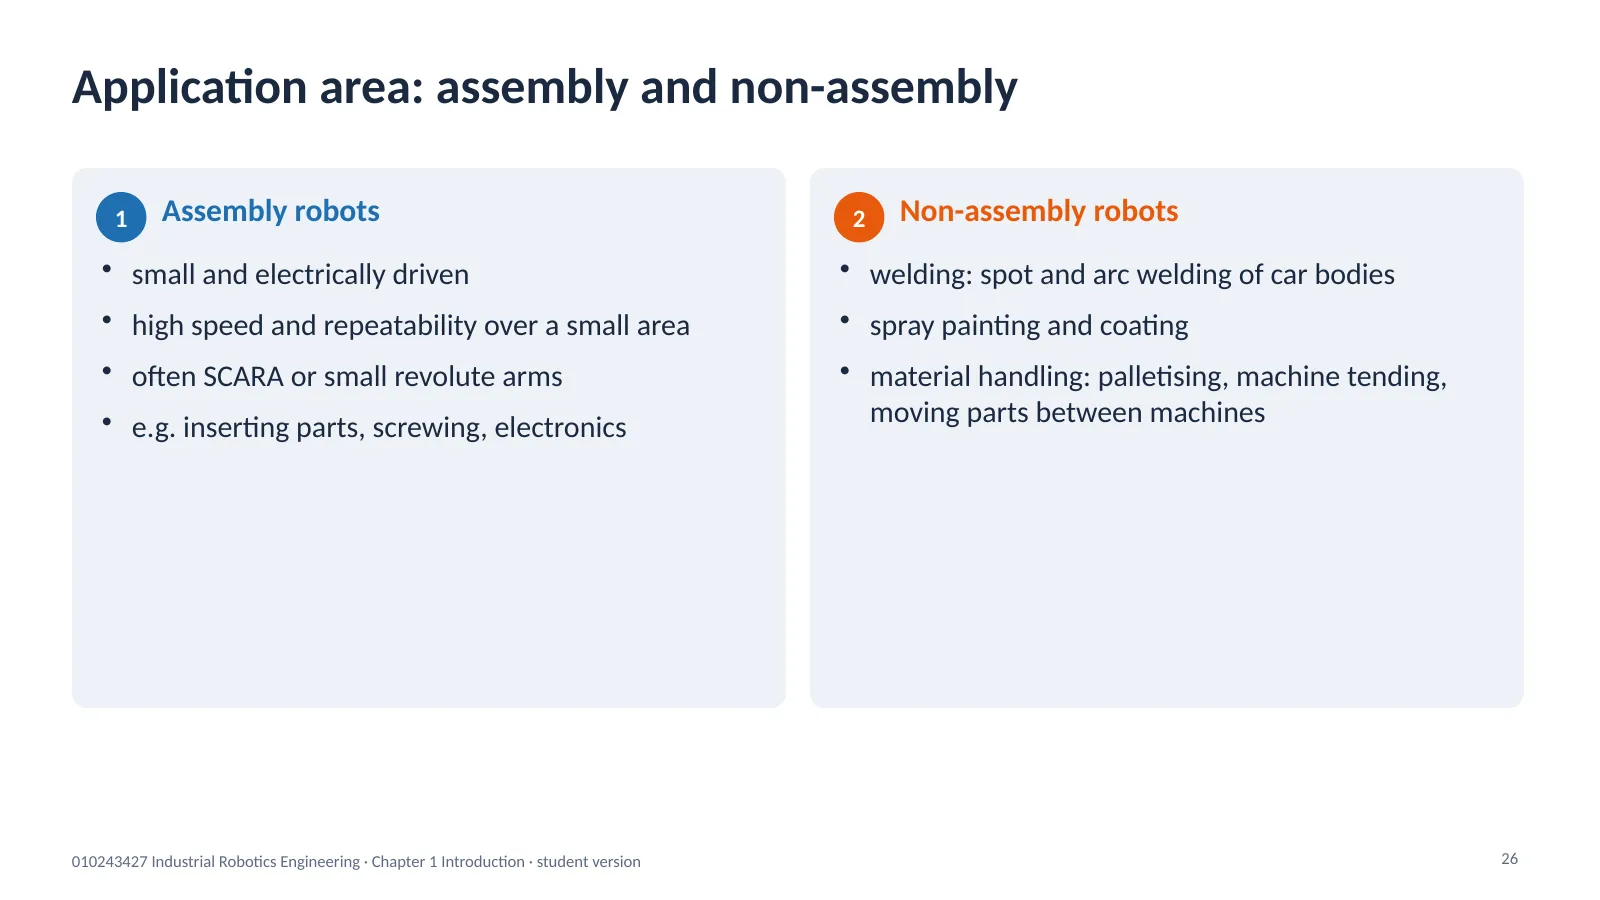 Application area: assembly and non-assembly
1 Assembly robots
• small and electrically driven
• high speed and repeatability over a small area
• often SCARA or small revolute arms
• e.g. inserting parts, screwing, electronics
2 Non-assembly robots
• welding: spot and arc welding of car bodies
• spray painting and coating
• material handling: palletising, machine tending,
moving parts between machines
010243427 Industrial Robotics Engineering · Chapter 1 Introduction · student version
26